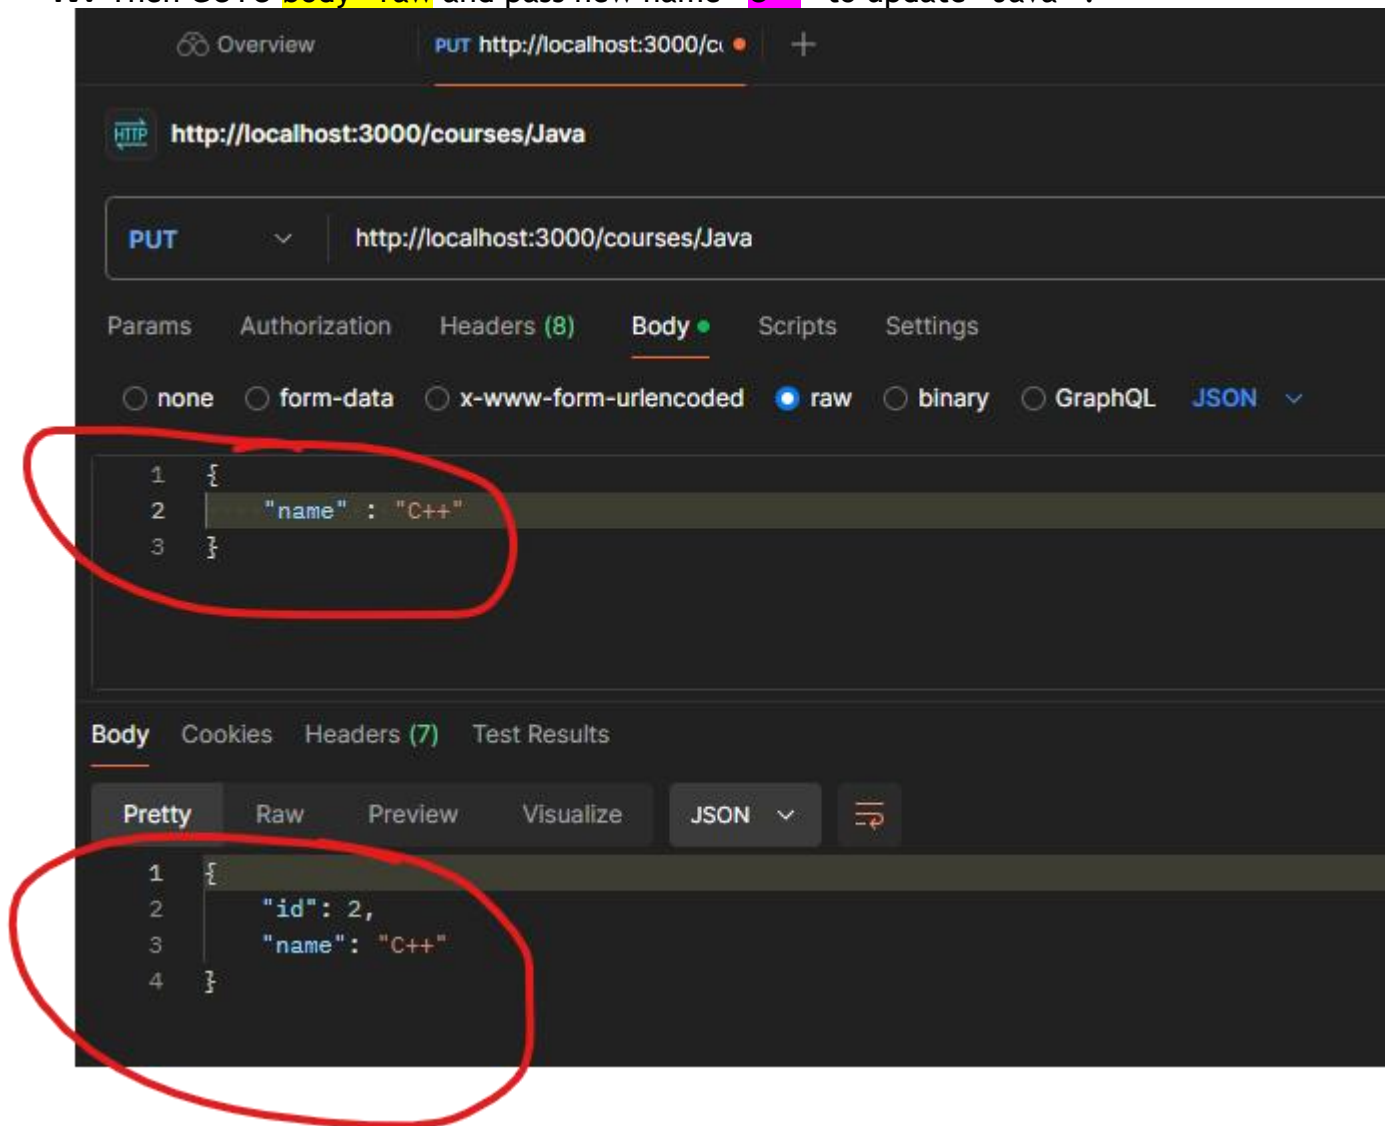 Overview PUT http://localhost:3000/c +
HTTP http://localhost:3000/courses/Java
PUT http://localhost:3000/courses/Java
Params Authorization Headers (8) Body Scripts Settings
none form-data x-www-form-urlencoded raw binary GraphQL JSON
1 {
2 "name" : "C++"
3 }
Body Cookies Headers (7) Test Results
Pretty Raw Preview Visualize JSON
1 {
2 "id": 2,
3 "name": "C++"
4 }